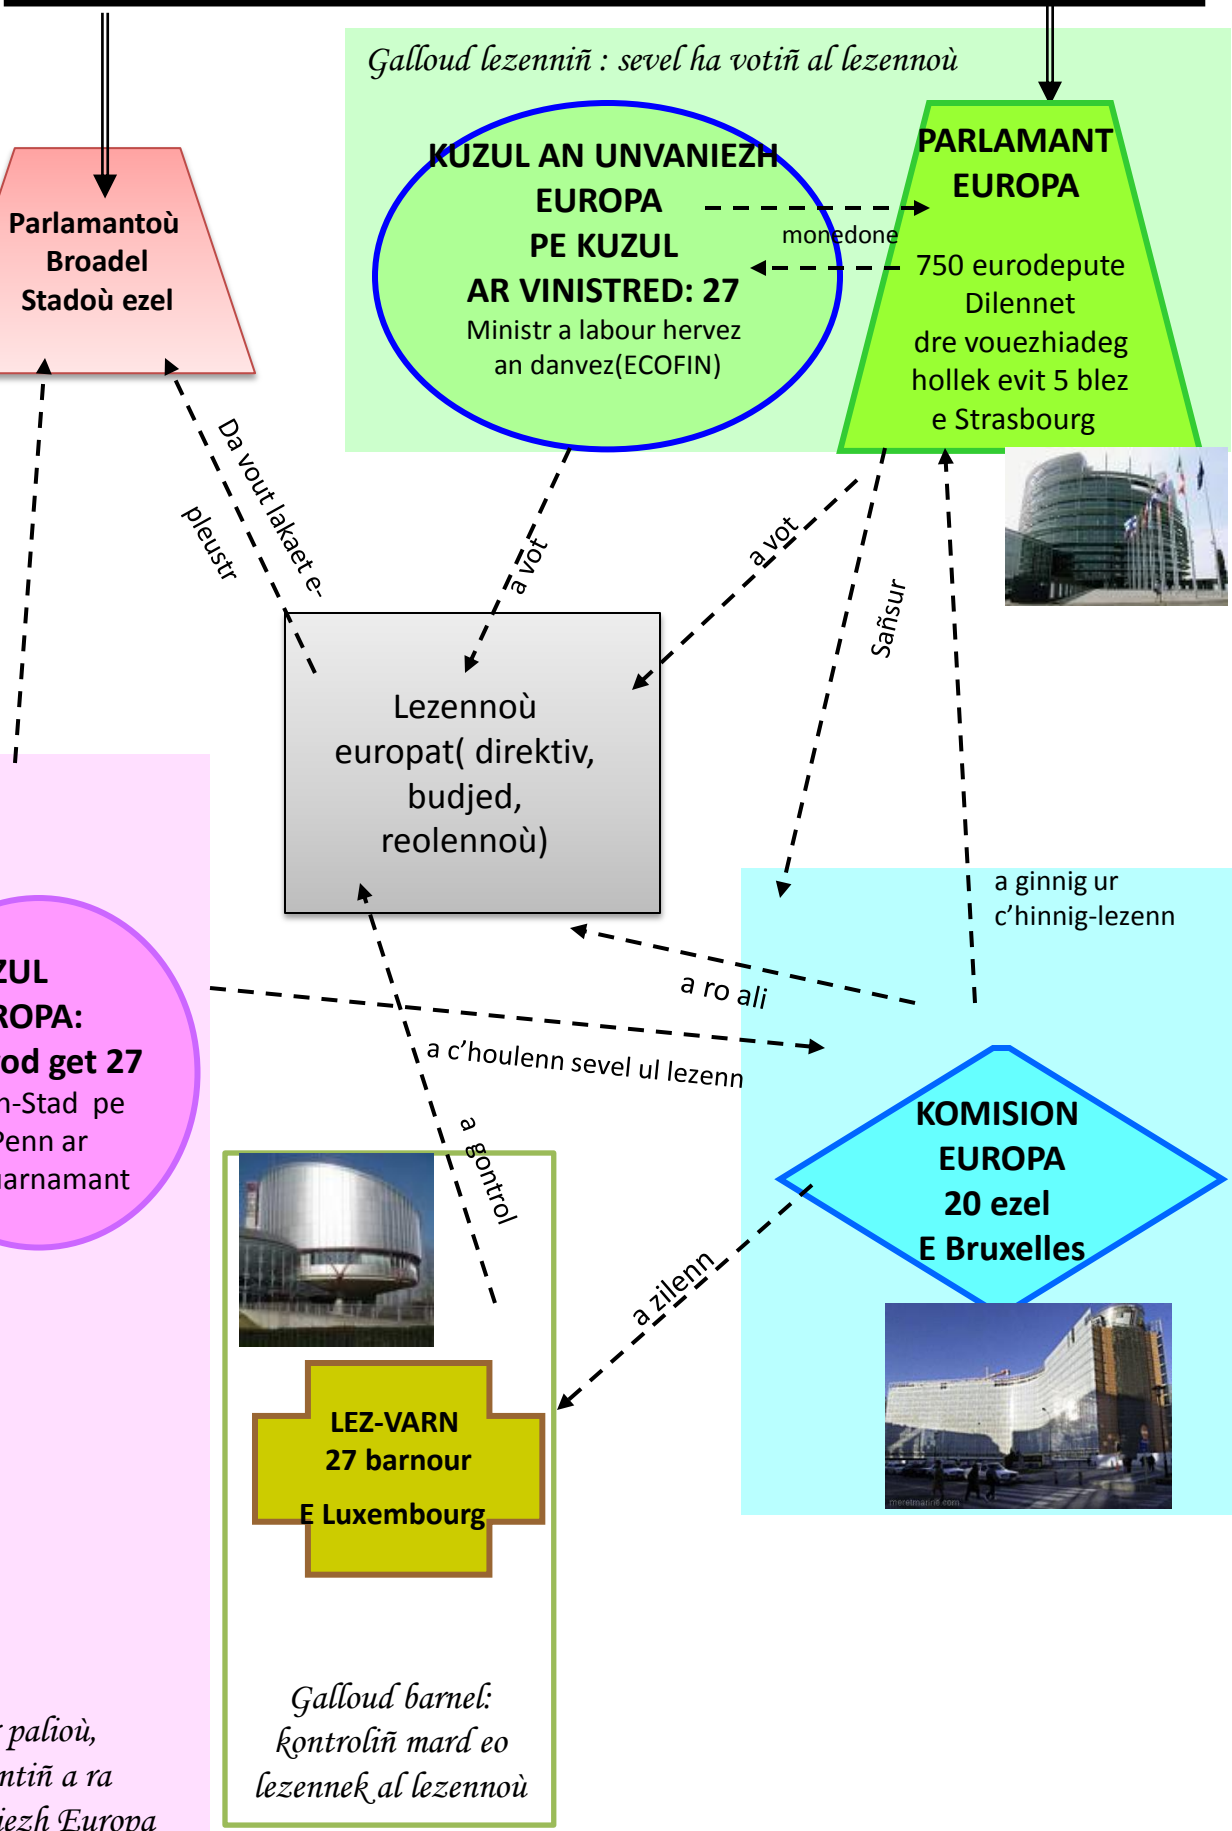 Galloud lezenniñ : sevel ha votiñ al lezennoù
KUZUL AN UNVANIEZH
EUROPA
PE KUZUL
AR VINISTRED: 27
Ministr a labour hervez
an danvez(ECOFIN)
monedone
PARLAMANT
EUROPA
750 eurodepute
Dilennet
dre vouezhiadeg
hollek evit 5 blez
e Strasbourg
Parlamantoù
Broadel
Stadoù ezel
Da vout lakaet e-
pleustr
a vot
a vot
Sañsur
Lezennoù
europat( direktiv,
budjed,
reolennoù)
a ginnig ur
c'hinnig-lezenn
a ro ali
a c'houlenn sevel ul lezenn
ZUL
ROPA:
od get 27
n-Stad pe
Penn ar
uarnamant
a gontrol
KOMISION
EUROPA
20 ezel
E Bruxelles
a zilenn
meretmarine.com
LEZ-VARN
27 barnour
E Luxembourg
Galloud barnel:
kontroliñ mard eo
lezennek al lezennoù
palioù,
ntiñ a ra
iezh Europa